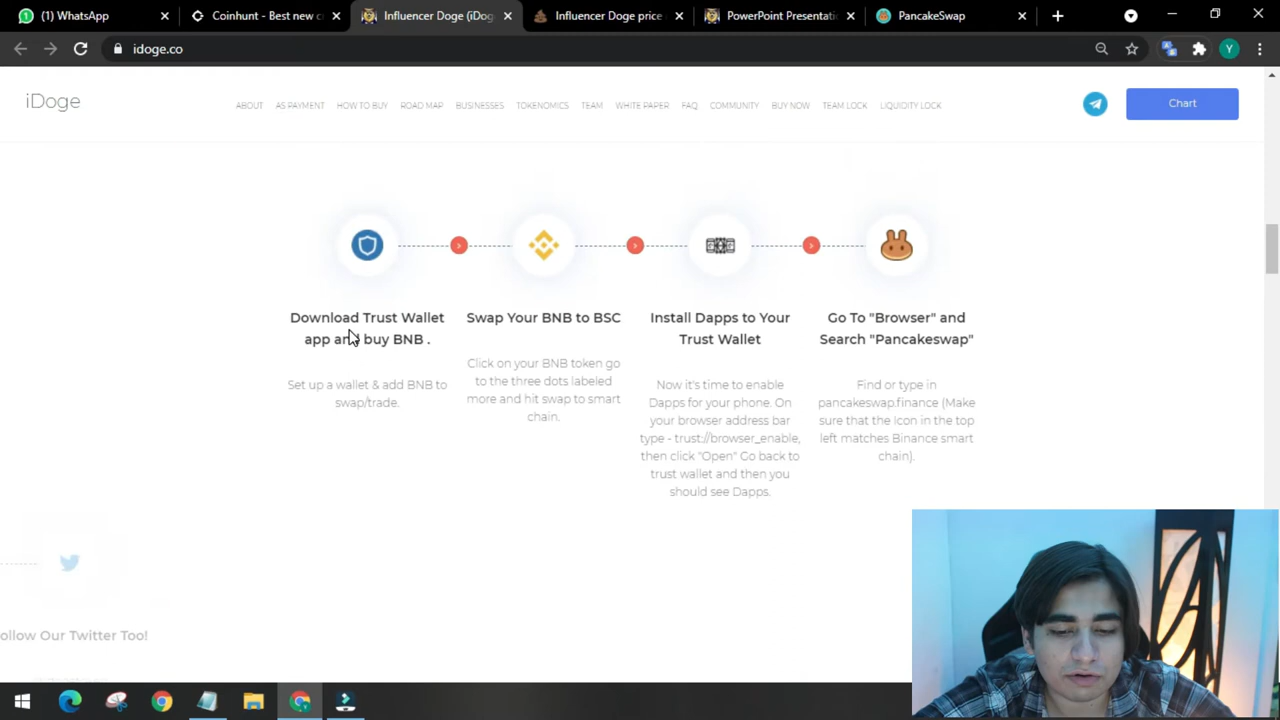 (1) WhatsApp
Coinhunt - Best new c
Influencer Doge (iDog
Influencer Doge price
PowerPoint Presentati
PancakeSwap
idoge.co
Y
iDoge
ABOUT AS PAYMENT HOW TO BUY ROAD MAP BUSINESSES TOKENOMICS TEAM WHITE PAPER FAQ COMMUNITY BUY NOW TEAM LOCK LIQUIDITY LOCK
Chart
Download Trust Wallet
app and buy BNB .
Set up a wallet & add BNB to
swap/trade.
Swap Your BNB to BSC
Click on your BNB token go
to the three dots labeled
more and hit swap to smart
chain.
Install Dapps to Your
Trust Wallet
Now it's time to enable
Dapps for your phone. On
your browser address bar
type - trust://browser_enable,
then click "Open" Go back to
trust wallet and then you
should see Dapps.
Go To "Browser" and
Search "Pancakeswap"
Find or type in
pancakeswap.finance (Make
sure that the Icon in the top
left matches Binance smart
chain).
ollow Our Twitter Too!